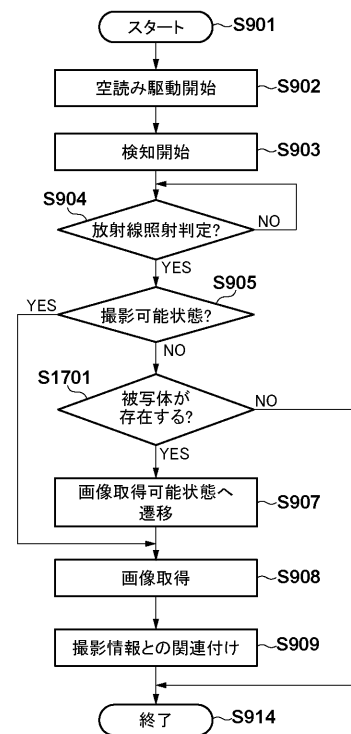 スタート S901
空読み駆動開始 S902
検知開始 S903
S904
放射線照射判定?
NO
YES
S905
YES
撮影可能状態?
NO
S1701
被写体が
存在する?
NO
YES
画像取得可能状態へ
遷移
S907
画像取得 S908
撮影情報との関連付け S909
終了 S914